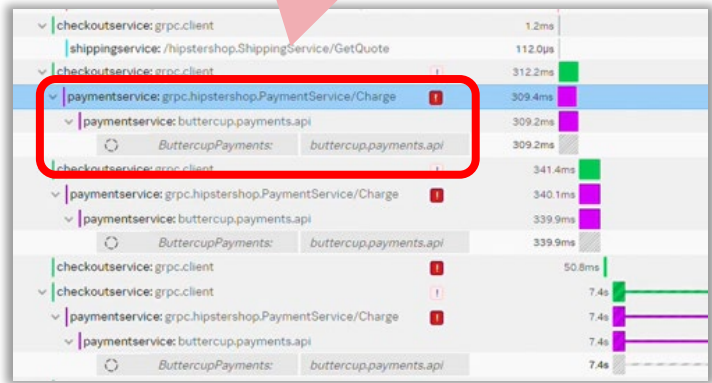 checkoutservice: grpc.client 1.2ms
shippingservice: /hipstershop.ShippingService/GetQuote 112.0µs
checkoutservice: grpc.client ! 312.2ms
paymentservice: grpc.hipstershop.PaymentService/Charge ! 309.4ms
paymentservice: buttercup.payments.api 309.2ms
ButtercupPayments: buttercup.payments.api 309.2ms
checkoutservice: grpc.client ! 341.4ms
paymentservice: grpc.hipstershop.PaymentService/Charge ! 340.1ms
paymentservice: buttercup.payments.api 339.9ms
ButtercupPayments: buttercup.payments.api 339.9ms
checkoutservice: grpc.client ! 50.8ms
checkoutservice: grpc.client ! 7.4s
paymentservice: grpc.hipstershop.PaymentService/Charge ! 7.4s
paymentservice: buttercup.payments.api 7.4s
ButtercupPayments: buttercup.payments.api 7.4s